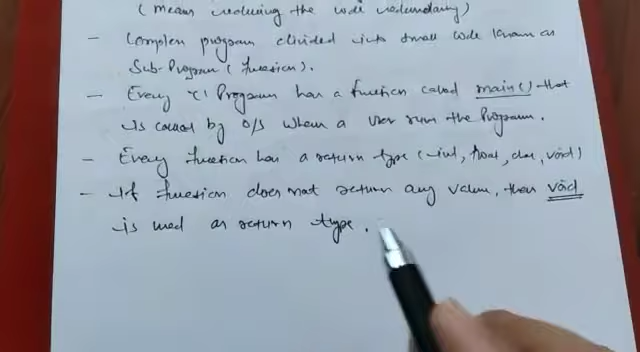 (means reducing the code redundancy)
- Complex program divided into small code known as
Sub-Program (function).
- Every 'C' Program has a function called main() that
is called by O/S when a user run the Program.
- Every function has a return type (int, float, char, void)
- If function does not return any value, then void
is used as return type.